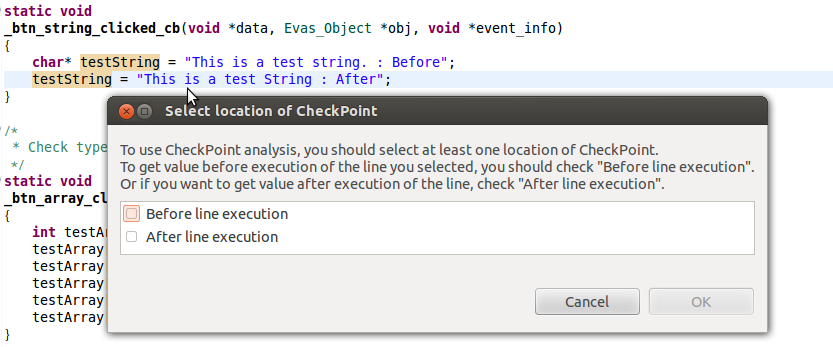 static void
_btn_string_clicked_cb(void *data, Evas_Object *obj, void *event_info)
{
char* testString = "This is a test string. : Before";
testString = "This is a test String : After";
}
Select location of CheckPoint
To use CheckPoint analysis, you should select at least one location of CheckPoint.
To get value before execution of the line you selected, you should check "Before line execution".
Or if you want to get value after execution of the line, check "After line execution".
Before line execution
After line execution
Cancel
OK
/*
* Check type
*/
static void
_btn_array_cl
{
int testAr
testArray
testArray
testArray
testArray
testArray
}